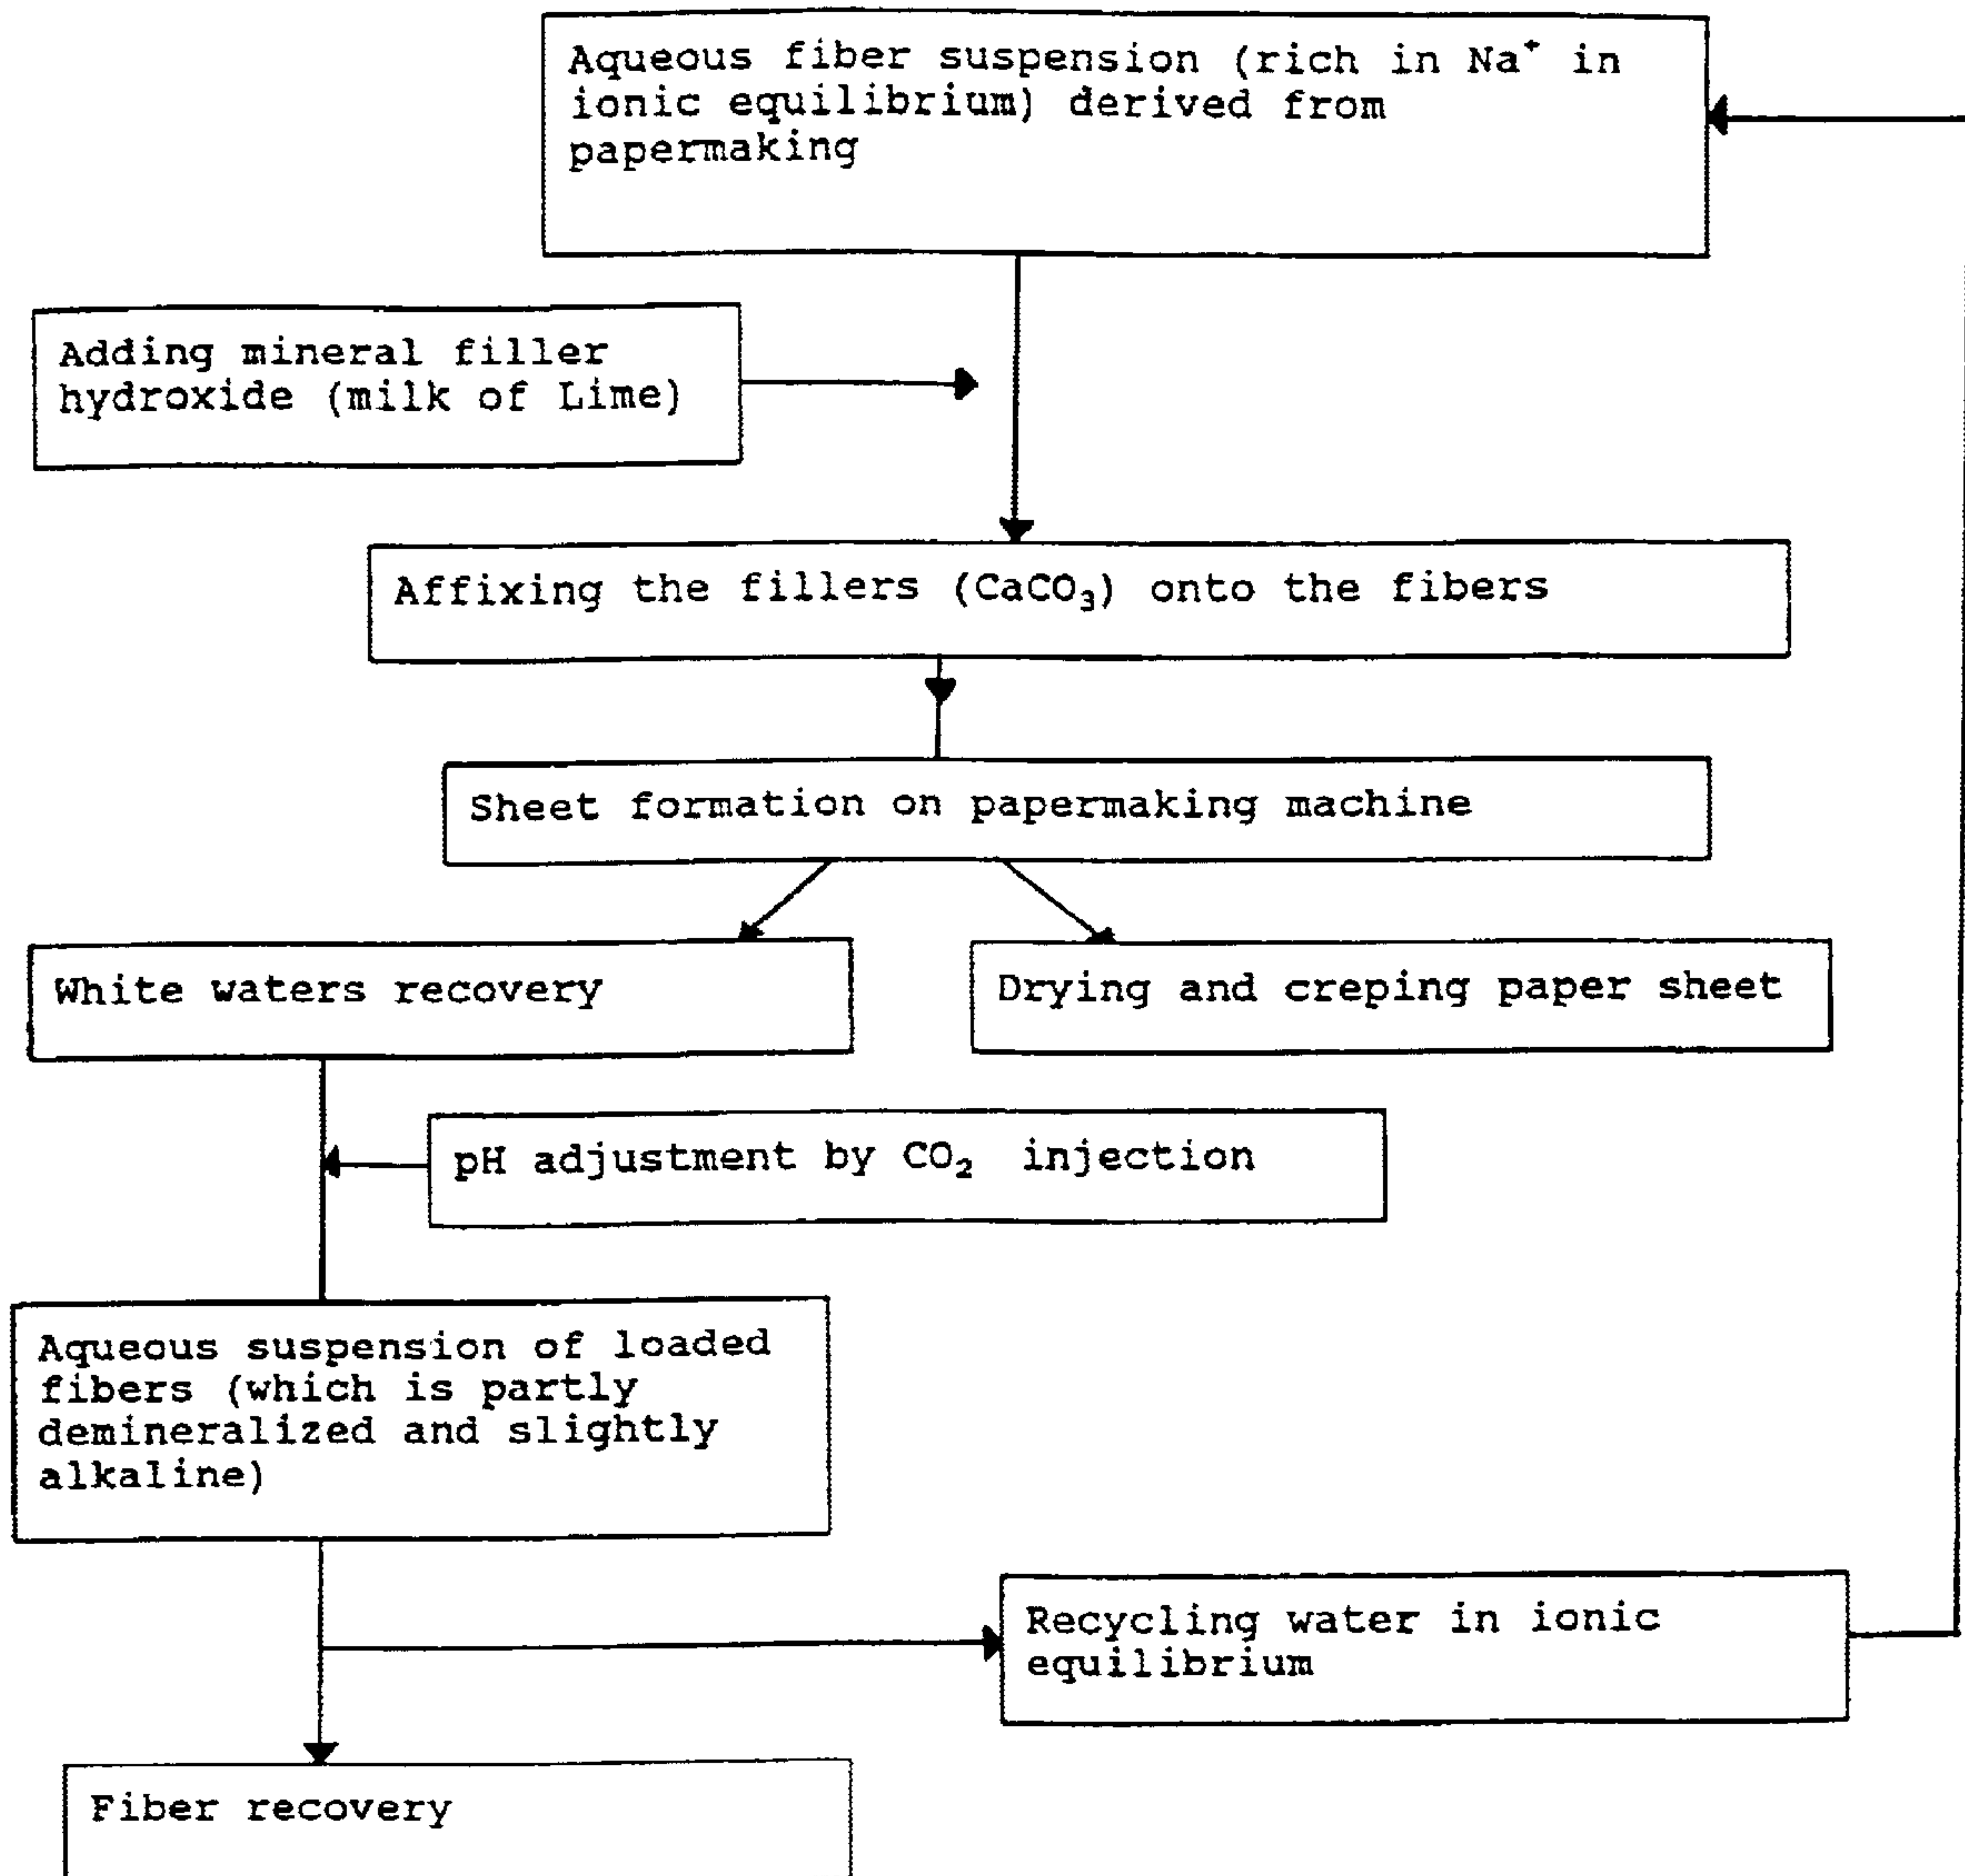 Aqueous fiber suspension (rich in Na⁺ in
ionic equilibrium) derived from
papermaking
Adding mineral filler
hydroxide (milk of Lime)
Affixing the fillers (CaCO₃) onto the fibers
Sheet formation on papermaking machine
White waters recovery
Drying and creping paper sheet
pH adjustment by CO₂ injection
Aqueous suspension of loaded
fibers (which is partly
demineralized and slightly
alkaline)
Recycling water in ionic
equilibrium
Fiber recovery